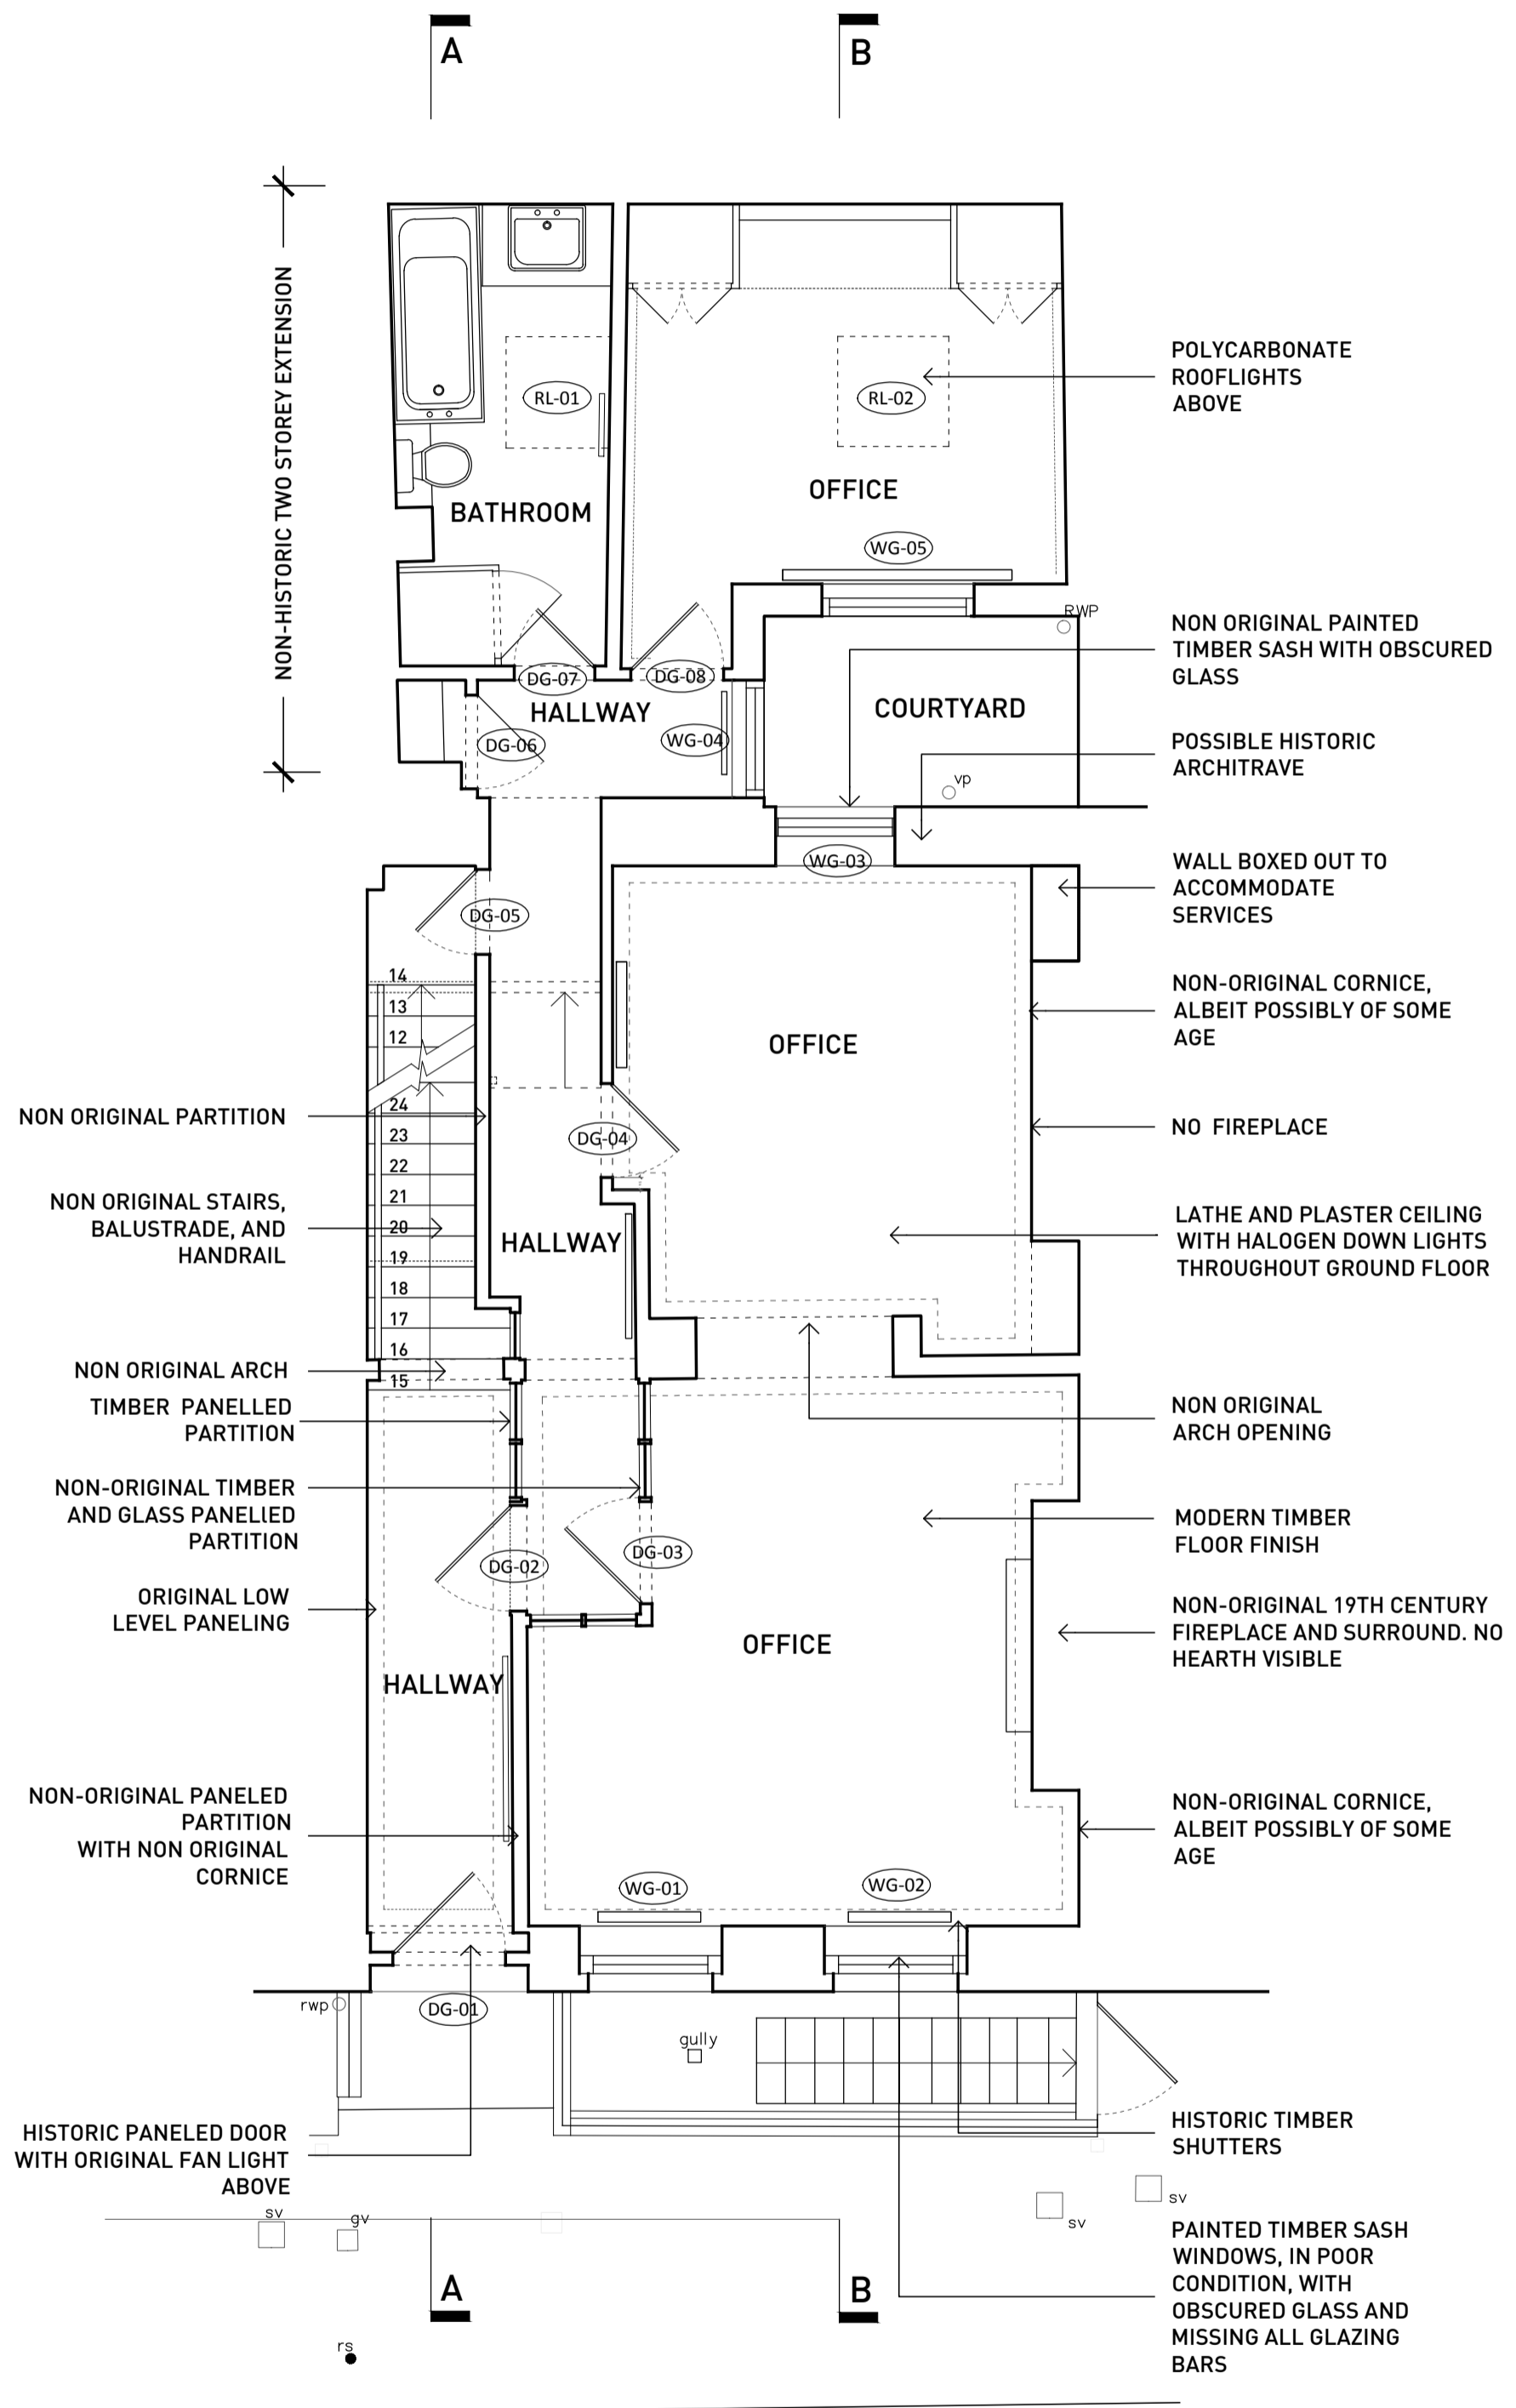 A
B
NON-HISTORIC TWO STOREY EXTENSION
RL-01
RL-02
POLYCARBONATE
ROOFLIGHTS
ABOVE
BATHROOM
OFFICE
WG-05
RWP
NON ORIGINAL PAINTED
TIMBER SASH WITH OBSCURED
GLASS
DG-07
DG-08
HALLWAY
COURTYARD
DG-06
WG-04
POSSIBLE HISTORIC
ARCHITRAVE
vp
WG-03
WALL BOXED OUT TO
ACCOMMODATE
SERVICES
DG-05
14
13
12
NON-ORIGINAL CORNICE,
ALBEIT POSSIBLY OF SOME
AGE
OFFICE
NON ORIGINAL PARTITION
24
23
22
21
20
19
18
17
16
15
DG-04
NO FIREPLACE
NON ORIGINAL STAIRS,
BALUSTRADE, AND
HANDRAIL
HALLWAY
LATHE AND PLASTER CEILING
WITH HALOGEN DOWN LIGHTS
THROUGHOUT GROUND FLOOR
NON ORIGINAL ARCH
TIMBER PANELLED
PARTITION
NON ORIGINAL
ARCH OPENING
NON-ORIGINAL TIMBER
AND GLASS PANELlED
PARTITION
MODERN TIMBER
FLOOR FINISH
DG-02
DG-03
ORIGINAL LOW
LEVEL PANELING
NON-ORIGINAL 19TH CENTURY
FIREPLACE AND SURROUND. NO
HEARTH VISIBLE
OFFICE
HALLWAY
NON-ORIGINAL PANELED
PARTITION
WITH NON ORIGINAL
CORNICE
NON-ORIGINAL CORNICE,
ALBEIT POSSIBLY OF SOME
AGE
WG-01
WG-02
rwp
DG-01
gully
HISTORIC PANELED DOOR
WITH ORIGINAL FAN LIGHT
ABOVE
HISTORIC TIMBER
SHUTTERS
sv
gv
sv
sv
PAINTED TIMBER SASH
WINDOWS, IN POOR
CONDITION, WITH
OBSCURED GLASS AND
MISSING ALL GLAZING
BARS
A
B
rs